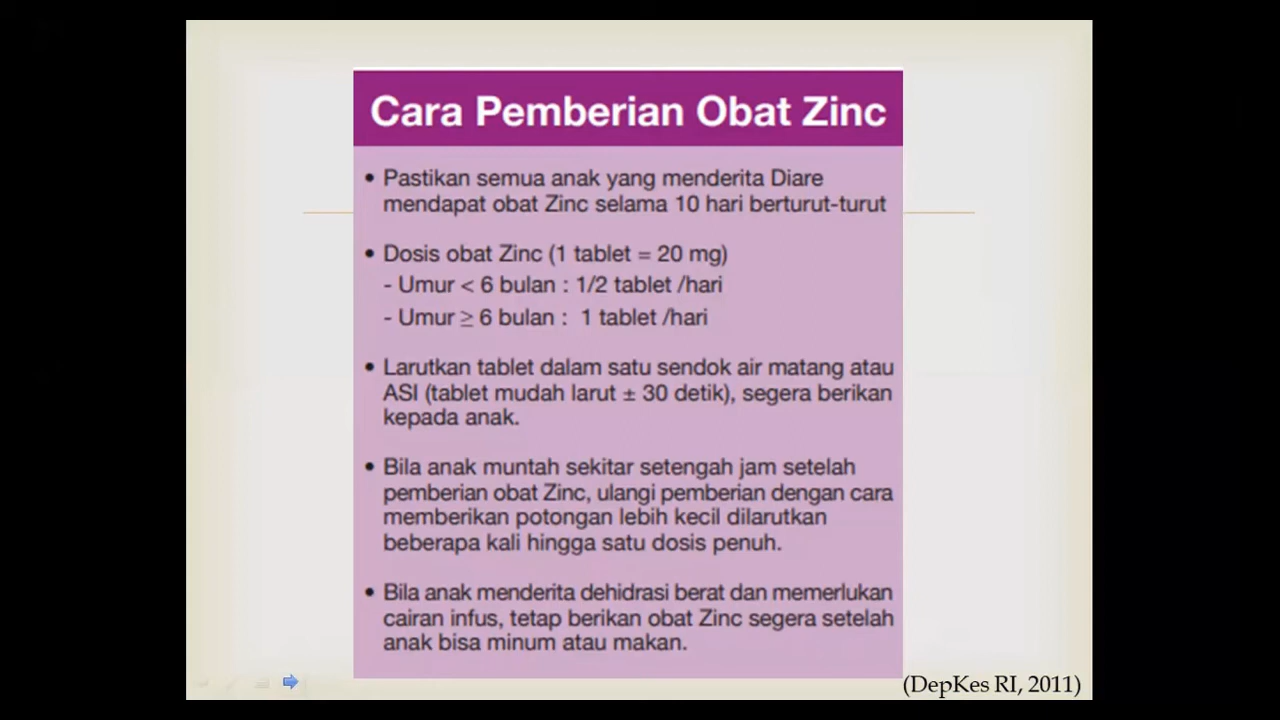 Cara Pemberian Obat Zinc
• Pastikan semua anak yang menderita Diare
mendapat obat Zinc selama 10 hari berturut-turut
• Dosis obat Zinc (1 tablet = 20 mg)
- Umur < 6 bulan : 1/2 tablet /hari
- Umur ≥ 6 bulan : 1 tablet /hari
• Larutkan tablet dalam satu sendok air matang atau
ASI (tablet mudah larut ± 30 detik), segera berikan
kepada anak.
• Bila anak muntah sekitar setengah jam setelah
pemberian obat Zinc, ulangi pemberian dengan cara
memberikan potongan lebih kecil dilarutkan
beberapa kali hingga satu dosis penuh.
• Bila anak menderita dehidrasi berat dan memerlukan
cairan infus, tetap berikan obat Zinc segera setelah
anak bisa minum atau makan.
(DepKes RI, 2011)